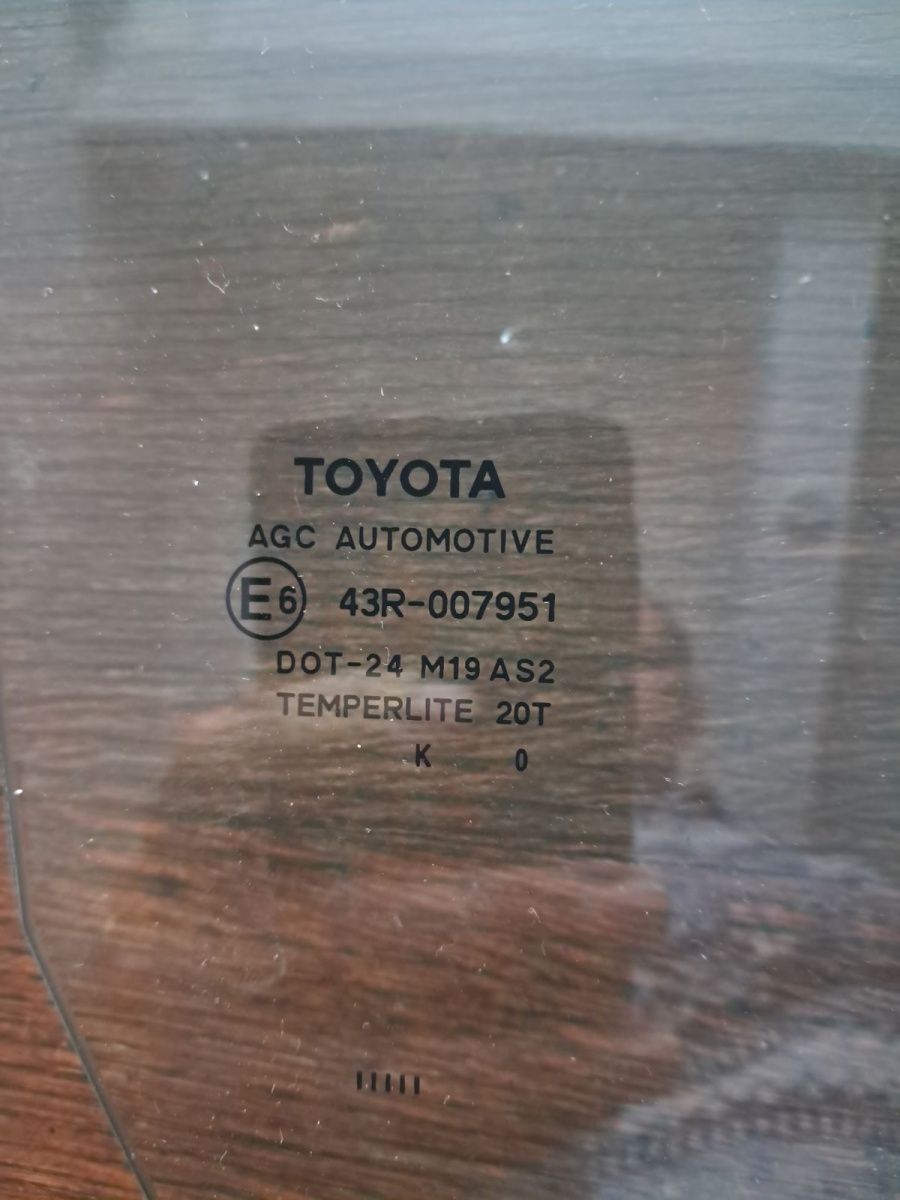 TOYOTA
AGC AUTOMOTIVE
E6 43R-007951
DOT-24 M19 AS2
TEMPERLITE 20T
K 0